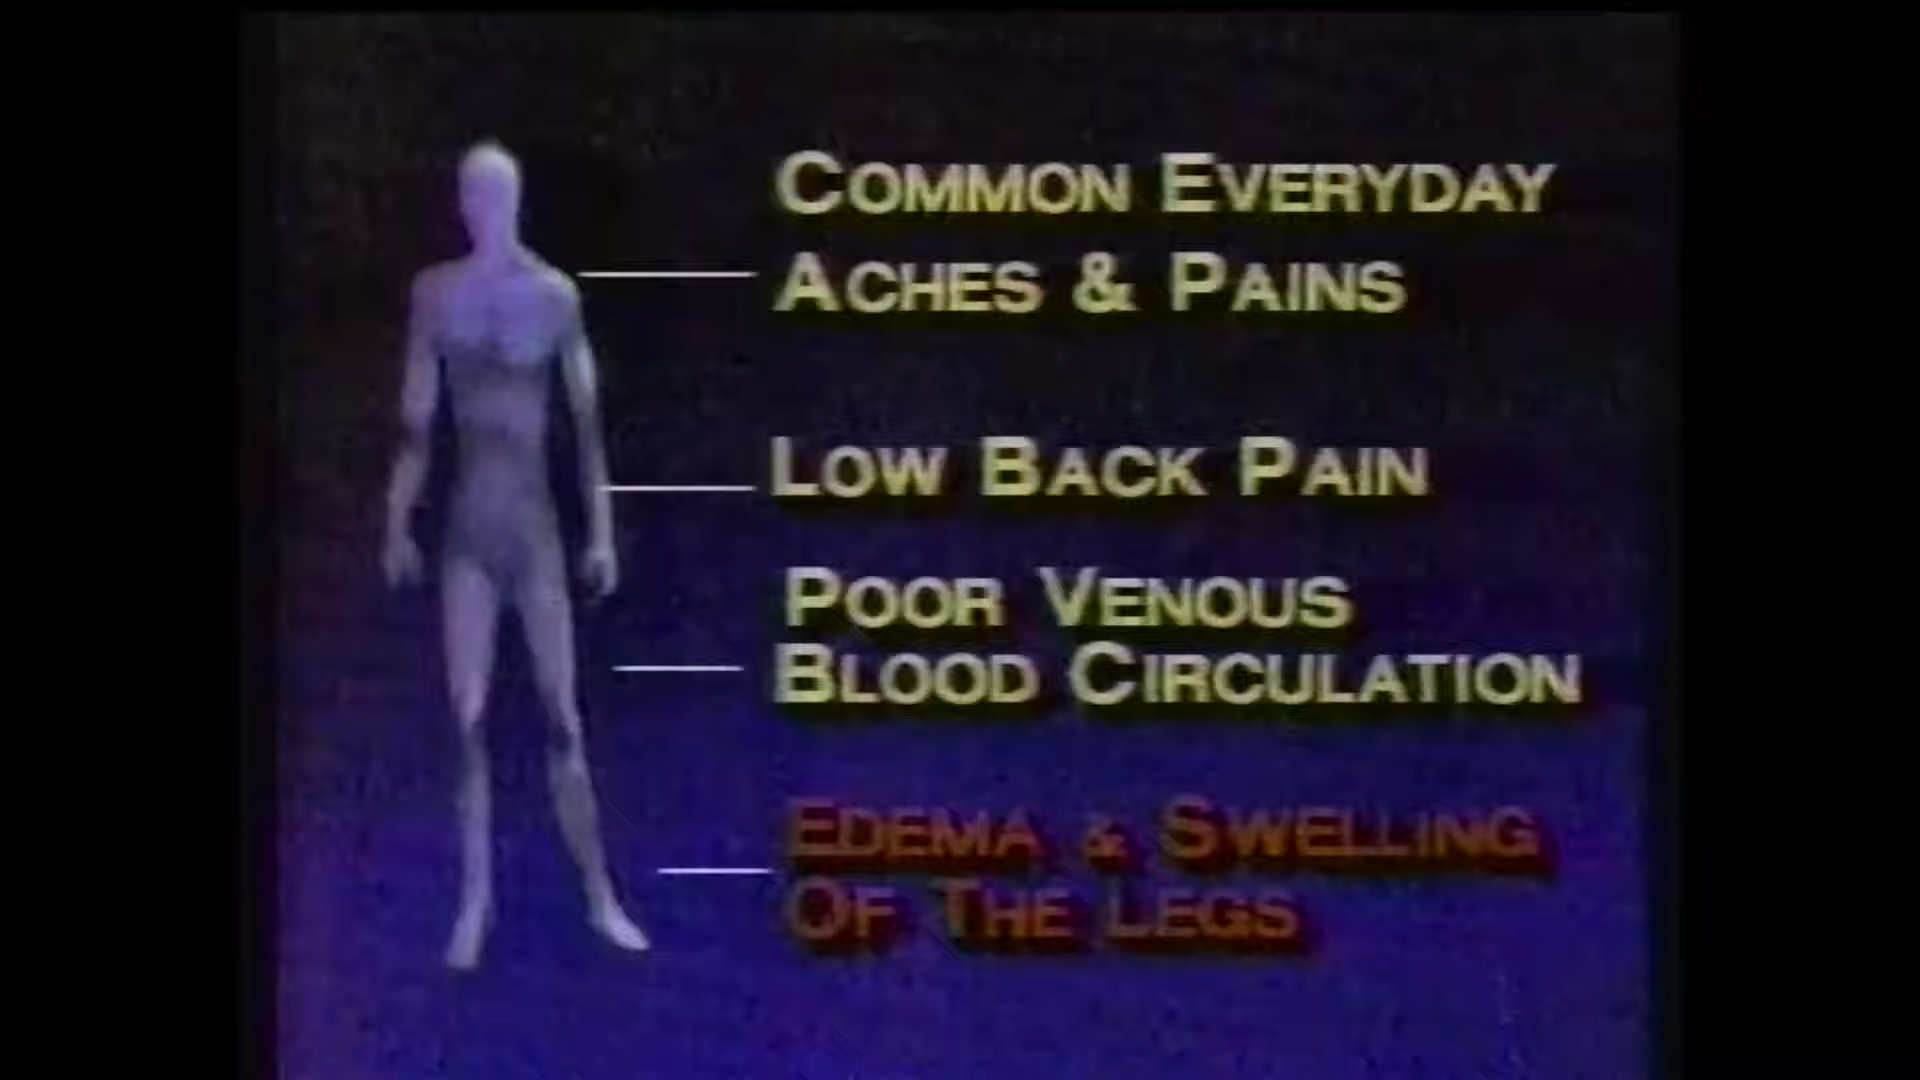 COMMON EVERYDAY
ACHES & PAINS
LOW BACK PAIN
POOR VENOUS
BLOOD CIRCULATION
EDEMA & SWELLING
OF THE LEGS